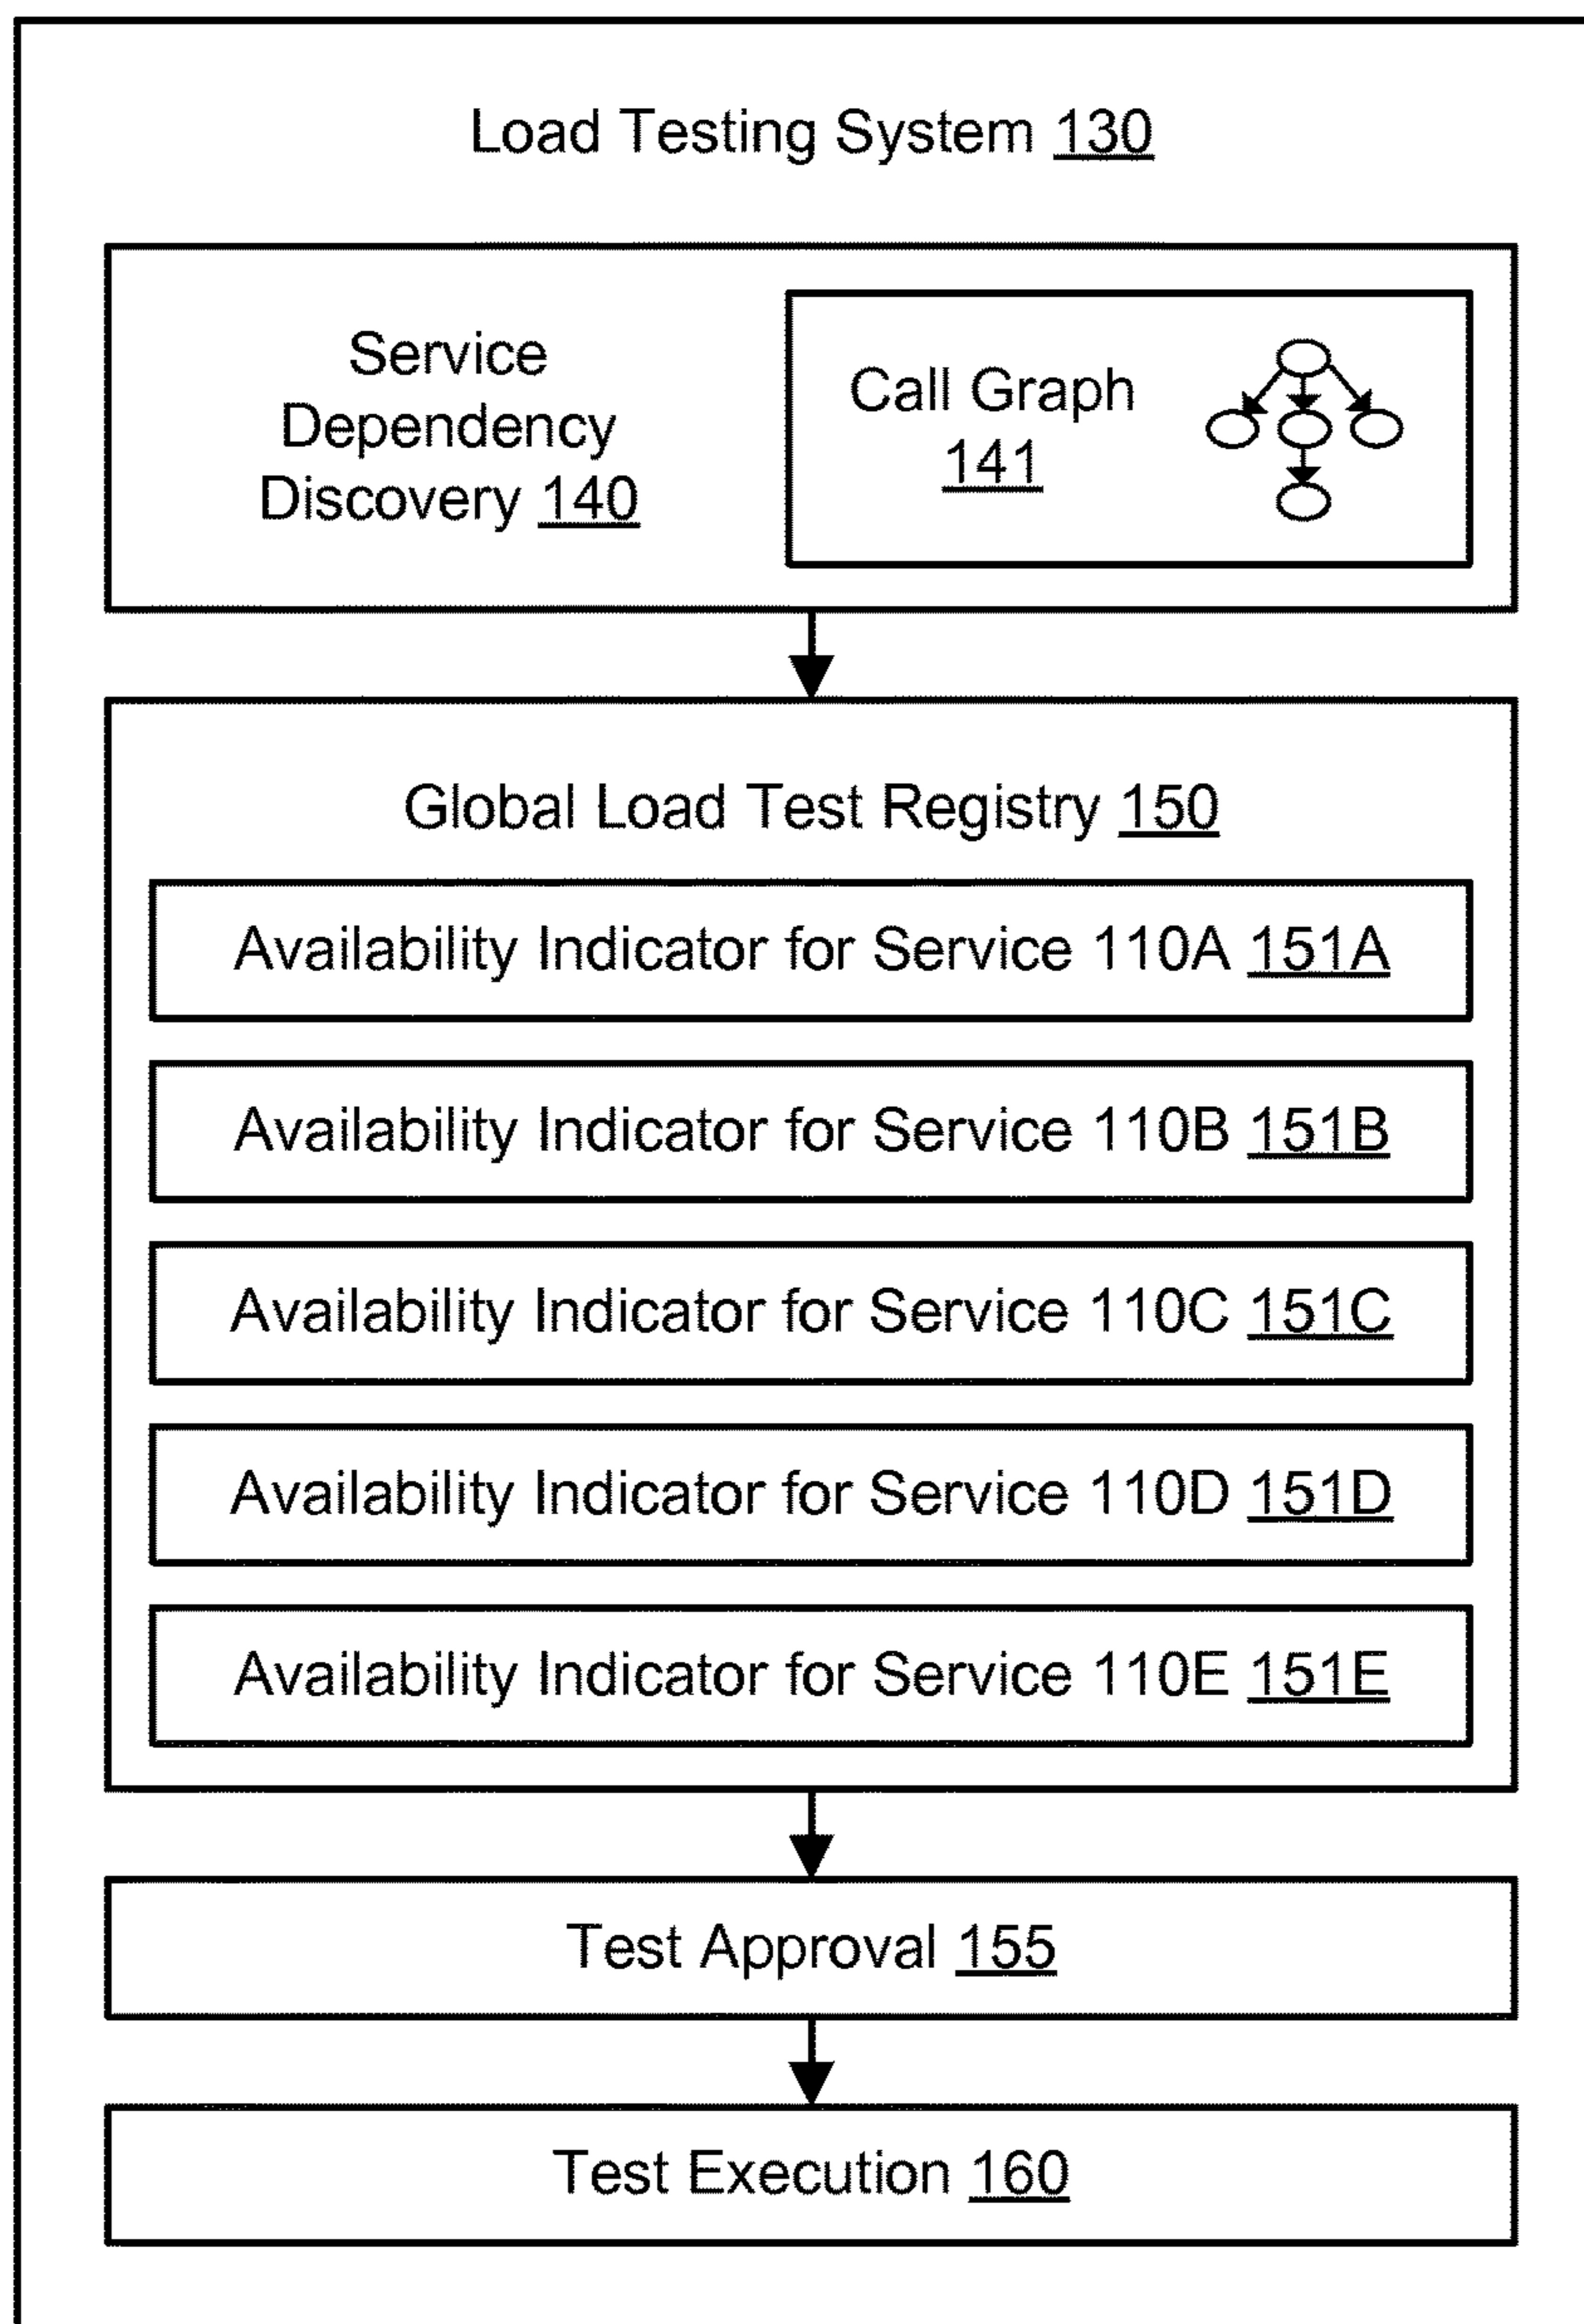 Load Testing System 130
Service
Dependency
Discovery 140
Call Graph
141
Global Load Test Registry 150
Availability Indicator for Service 110A 151A
Availability Indicator for Service 110B 151B
Availability Indicator for Service 110C 151C
Availability Indicator for Service 110D 151D
Availability Indicator for Service 110E 151E
Test Approval 155
Test Execution 160